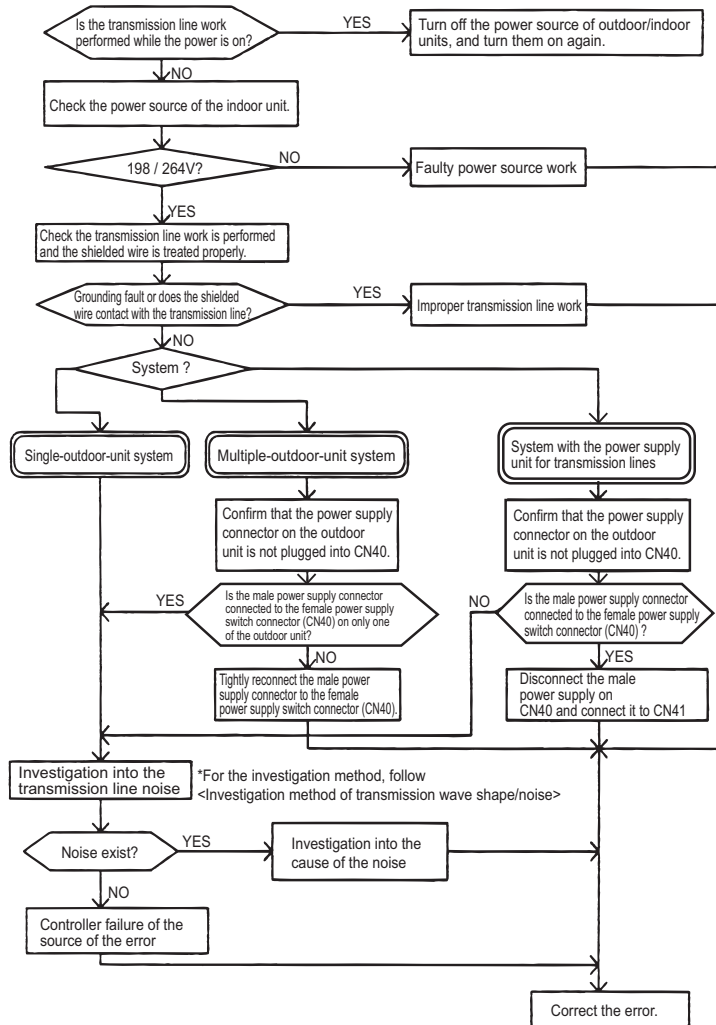 Is the transmission line work
performed while the power is on?
YES
Turn off the power source of outdoor/indoor
units, and turn them on again.
NO
Check the power source of the indoor unit.
198 / 264V?
NO
Faulty power source work
YES
Check the transmission line work is performed
and the shielded wire is treated properly.
Grounding fault or does the shielded
wire contact with the transmission line?
YES
Improper transmission line work
NO
System ?
Single-outdoor-unit system
Multiple-outdoor-unit system
System with the power supply
unit for transmission lines
Confirm that the power supply
connector on the outdoor
unit is not plugged into CN40.
Confirm that the power supply
connector on the outdoor
unit is not plugged into CN40.
YES
Is the male power supply connector
connected to the female power supply
switch connector (CN40) on only one
of the outdoor unit?
NO
Is the male power supply connector
connected to the female power supply
switch connector (CN40) ?
NO
YES
Tightly reconnect the male power
supply connector to the female
power supply switch connector (CN40).
Disconnect the male
power supply on
CN40 and connect it to CN41
Investigation into the
transmission line noise
*For the investigation method, follow
<Investigation method of transmission wave shape/noise>
Noise exist?
YES
Investigation into the
cause of the noise
NO
Controller failure of the
source of the error
Correct the error.